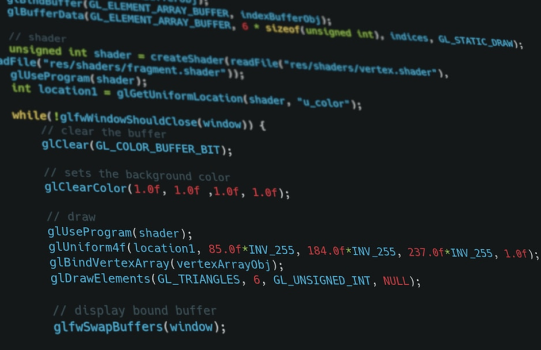 glBindBuffer(GL_ELEMENT_ARRAY_BUFFER, indexBufferObj);
glBufferData(GL_ELEMENT_ARRAY_BUFFER, 6 * sizeof(unsigned int), indices, GL_STATIC_DRAW);
// shader
unsigned int shader = createShader(readFile("res/shaders/vertex.shader"),
adFile("res/shaders/fragment.shader"));
glUseProgram(shader);
int location1 = glGetUniformLocation(shader, "u_color");
while(!glfwWindowShouldClose(window)) {
// clear the buffer
glClear(GL_COLOR_BUFFER_BIT);
// sets the background color
glClearColor(1.0f, 1.0f ,1.0f, 1.0f);
// draw
glUseProgram(shader);
glUniform4f(location1, 85.0f*INV_255, 184.0f*INV_255, 237.0f*INV_255, 1.0f);
glBindVertexArray(vertexArrayObj);
glDrawElements(GL_TRIANGLES, 6, GL_UNSIGNED_INT, NULL);
// display bound buffer
glfwSwapBuffers(window);